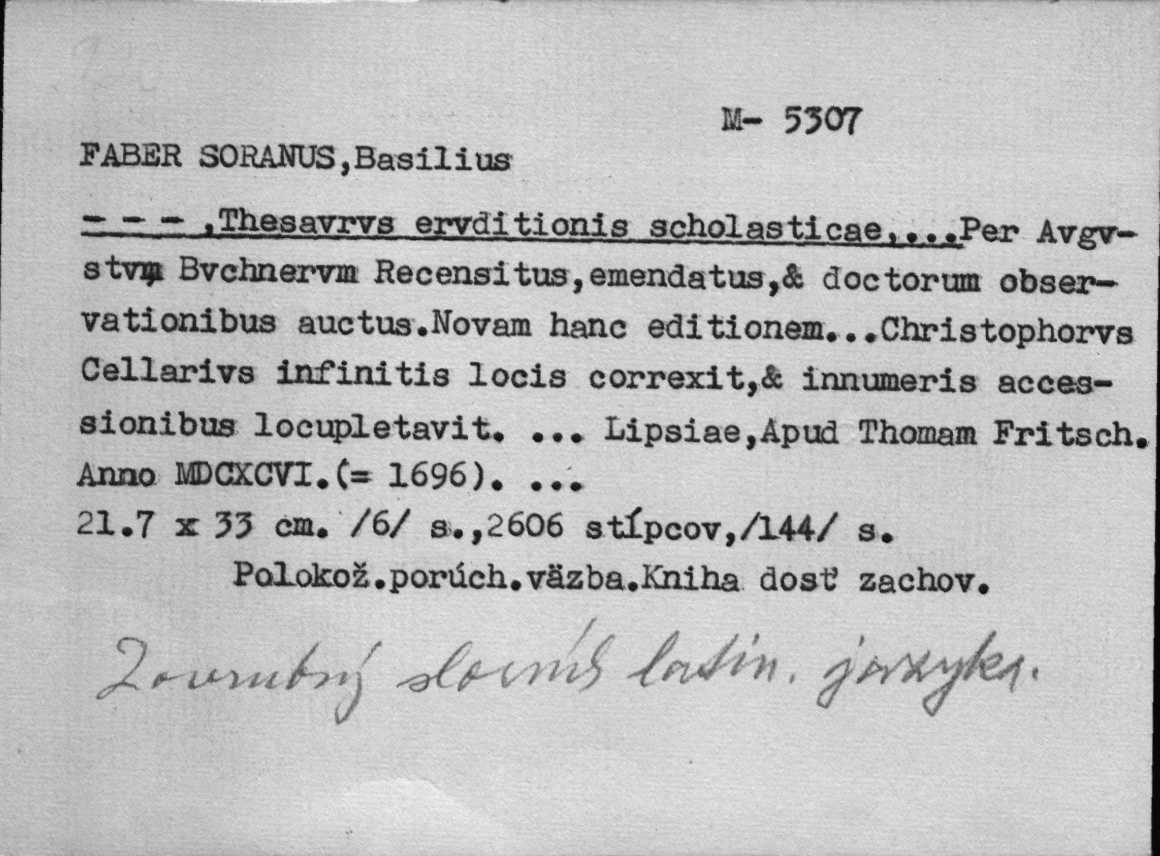 M- 5307
FABER SORANUS,Basilius
- - - ,Thesavrvs ervditionis scholasticae,...Per Avgv-
stvm Bvchnervm Recensitus,emendatus,& doctorum obser-
vationibus auctus.Novam hanc editionem...Christophorvs
Cellarivs infinitis locis correxit,& innumeris acces-
sionibus locupletavit. ... Lipsiae,Apud Thomam Fritsch.
Anno MDCXCVI.(= 1696). ...
21.7 x 33 cm. /6/ s.,2606 stĺpcov,/144/ s.
Polokož.porúch.väzba.Kniha dosť zachov.
slovník latin. jazyka.